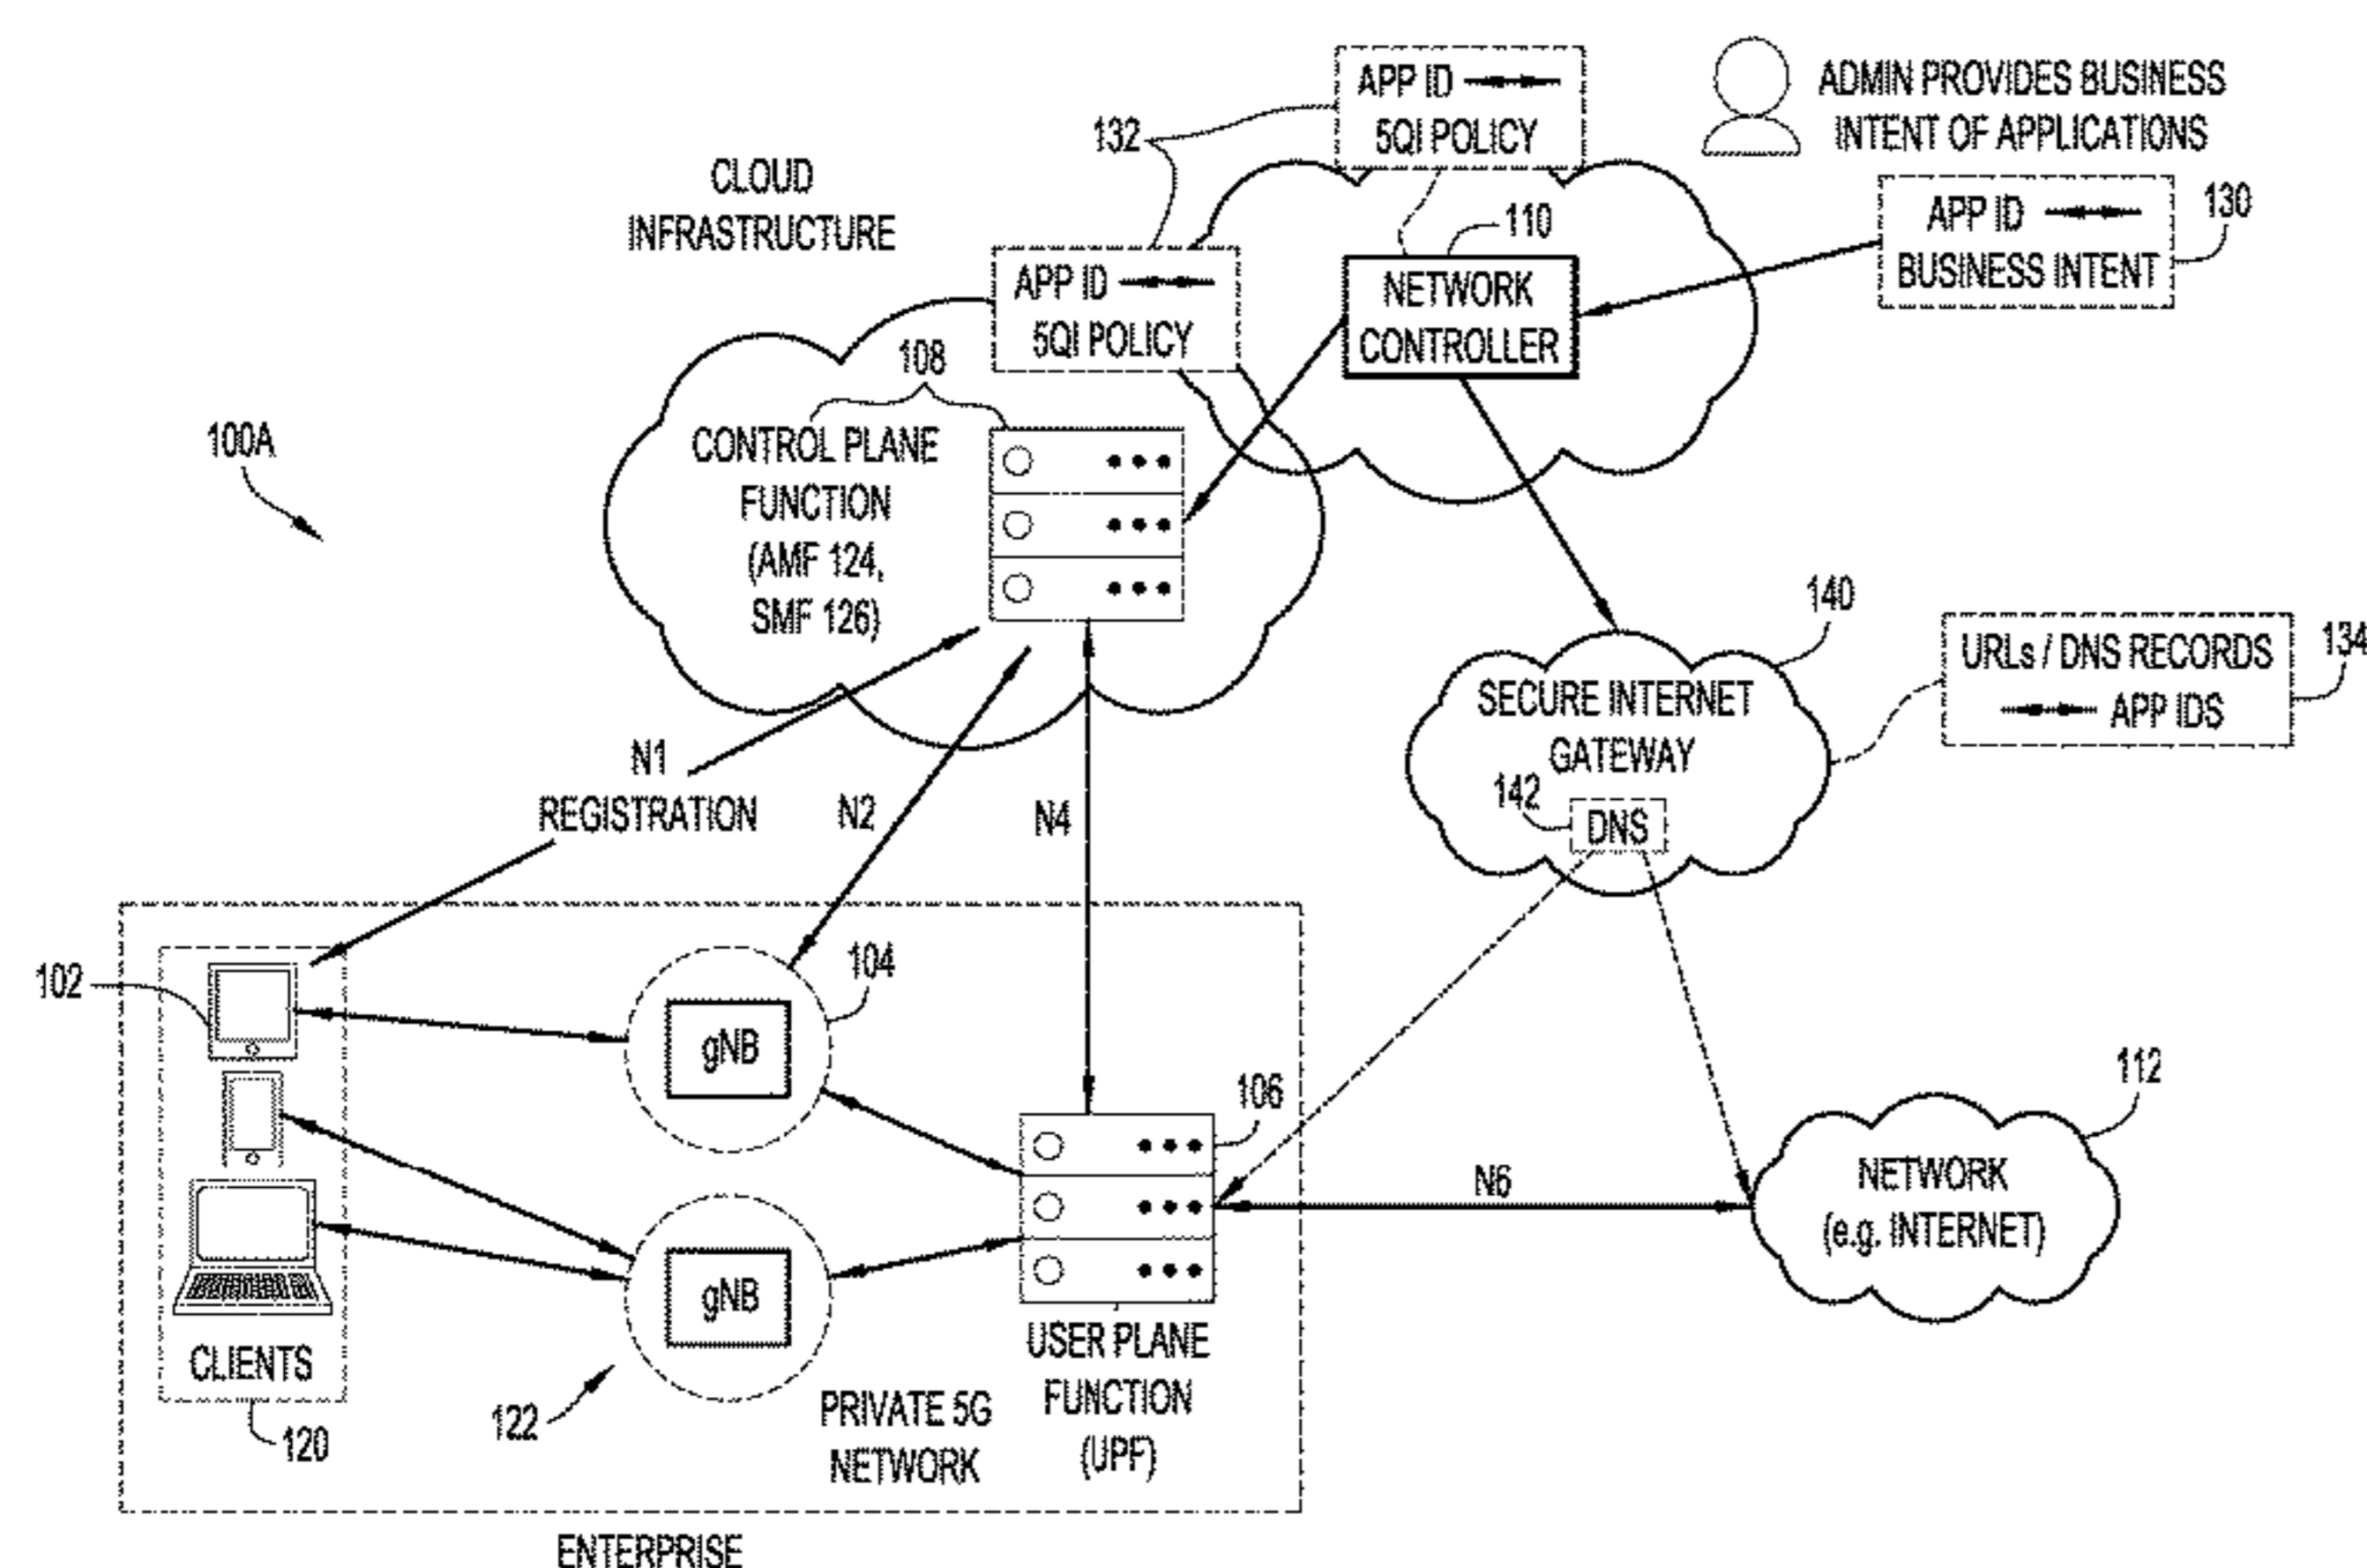 APP ID
5QI POLICY
132
ADMIN PROVIDES BUSINESS
INTENT OF APPLICATIONS
CLOUD
INFRASTRUCTURE
APP ID
BUSINESS INTENT
130
110
NETWORK
CONTROLLER
APP ID
5QI POLICY
108
CONTROL PLANE
FUNCTION
(AMF 124,
SMF 126)
100A
140
SECURE INTERNET
GATEWAY
142
DNS
URLs / DNS RECORDS
APP IDS
134
N1
REGISTRATION
N2
N4
102
104
gNB
106
112
NETWORK
(e.g. INTERNET)
N6
gNB
CLIENTS
120
122
PRIVATE 5G
NETWORK
USER PLANE
FUNCTION
(UPF)
ENTERPRISE